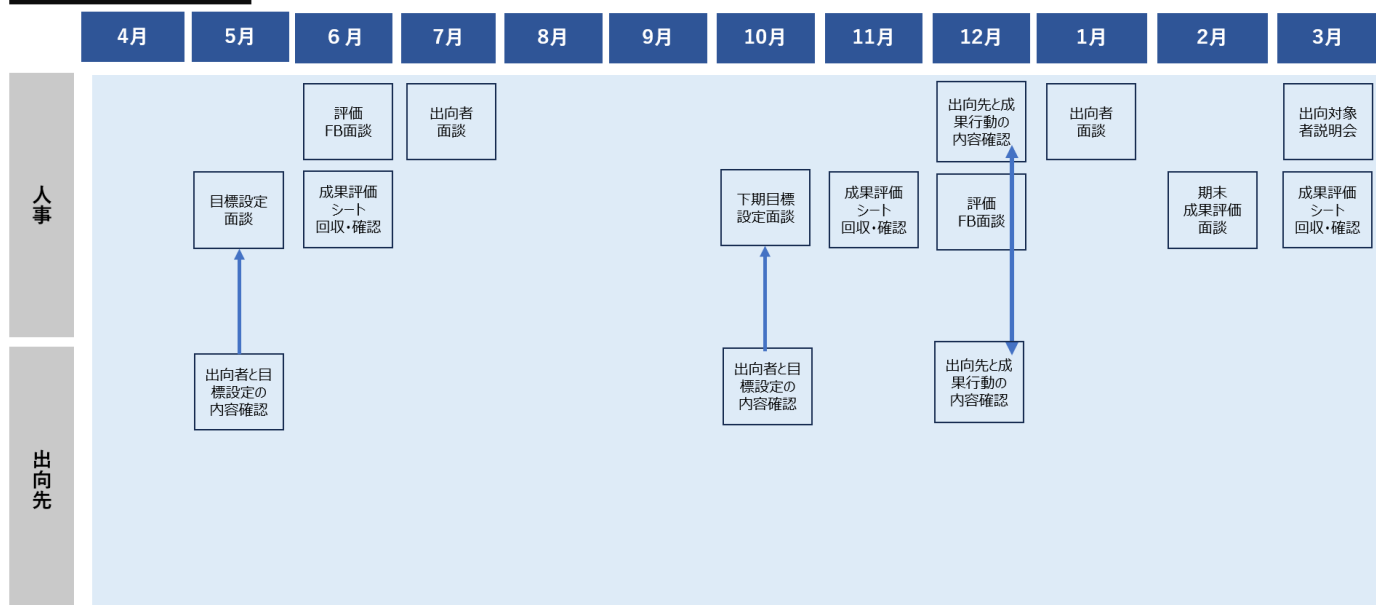 4月
5月
6月
7月
8月
9月
10月
11月
12月
1月
2月
3月
人事
評価
FB面談
出向者
面談
出向先と成
果行動の
内容確認
出向者
面談
出向対象
者説明会
目標設定
面談
成果評価
シート
回収・確認
下期目標
設定面談
成果評価
シート
回収・確認
評価
FB面談
期末
成果評価
面談
成果評価
シート
回収・確認
出向先
出向者と目
標設定の
内容確認
出向者と目
標設定の
内容確認
出向先と成
果行動の
内容確認